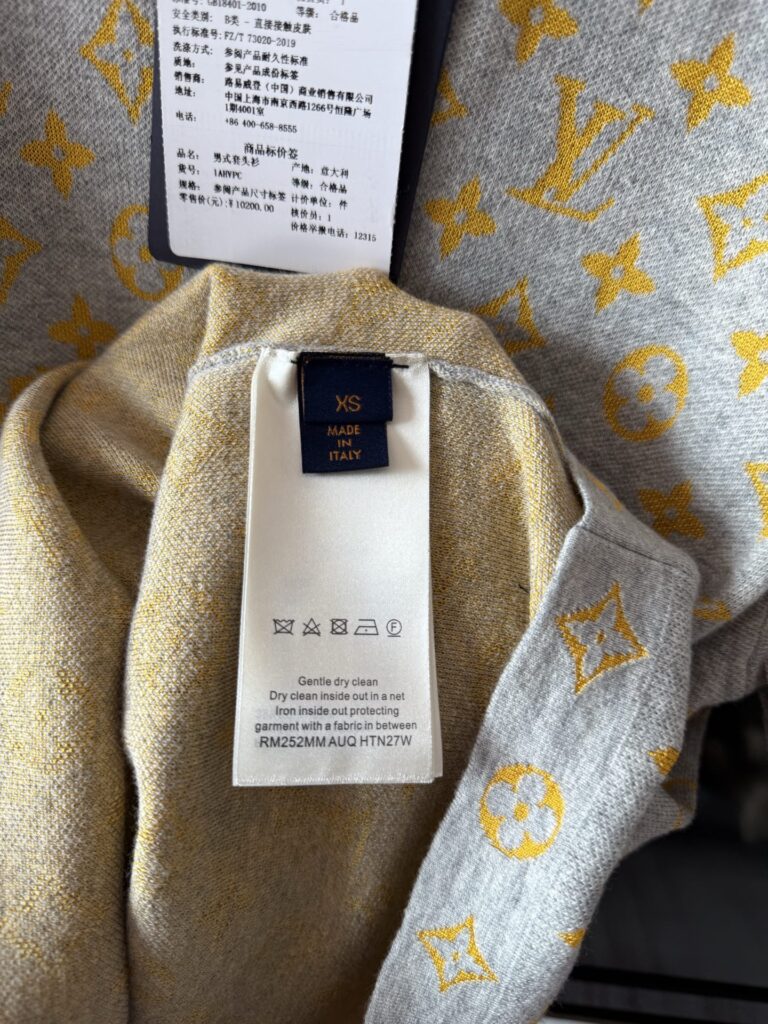 标准号: GB18401-2010
等级: 合格品
安全类别: B类 - 直接接触皮肤
执行标准号: FZ/T 73020-2019
洗涤方式: 参阅产品耐久性标准
质地: 参见产品成份标签
销售商: 路易威登（中国）商业销售有限公司
地址: 中国上海市南京西路1266号恒隆广场
1期4001室
电话: +86 400-658-8555
商品标价签
品名: 男式套头衫 产地: 意大利
货号: 1AHVPC 等级: 合格品
规格: 参阅产品尺寸标签 计价单位: 件
零售价(元): ¥10200.00 核价员: 1
价格举报电话: 12315
LV
XS
MADE
IN
ITALY
F
Gentle dry clean
Dry clean inside out in a net
Iron inside out protecting
garment with a fabric in between
RM252MM AUQ HTN27W